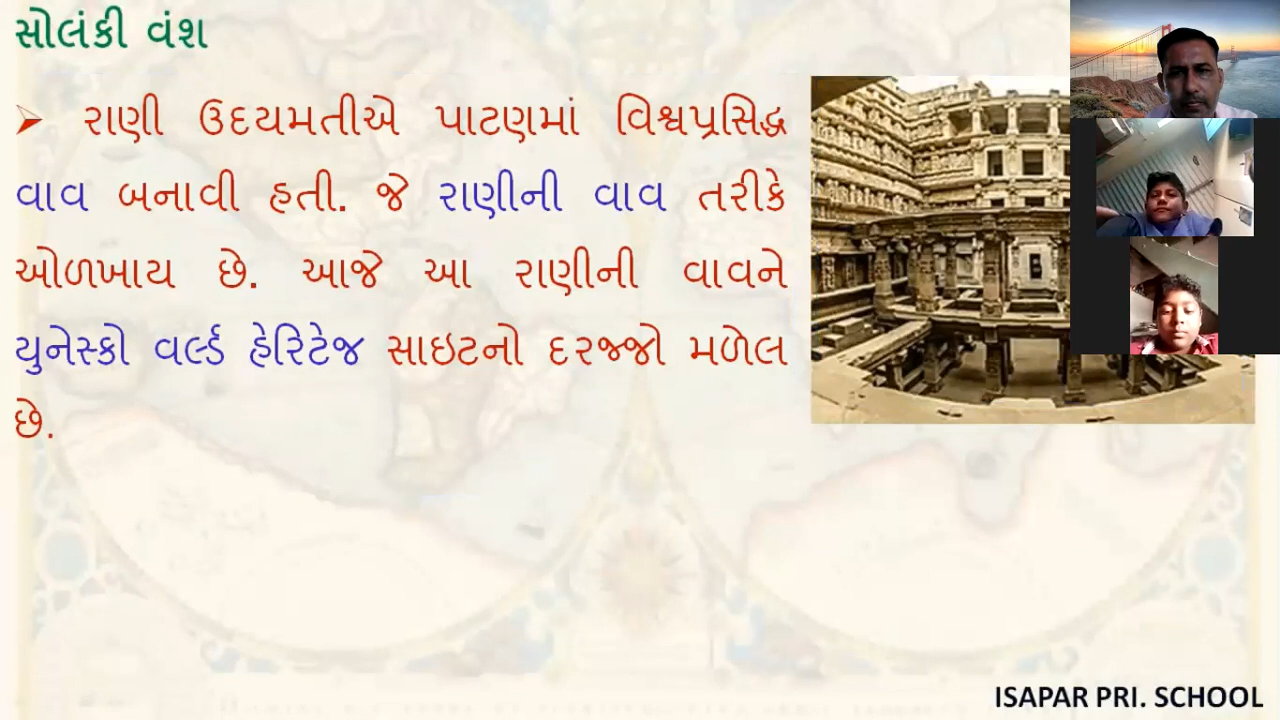 સોલંકી વંશ
➢ રાણી ઉદયમતીએ પાટણમાં વિશ્વપ્રસિદ્ધ
વાવ બનાવી હતી. જે રાણીની વાવ તરીકે
ઓળખાય છે. આજે આ રાણીની વાવને
યુનેસ્કો વર્લ્ડ હેરિટેજ સાઇટનો દરજ્જો મળેલ
છે.
ISAPAR PRI. SCHOOL